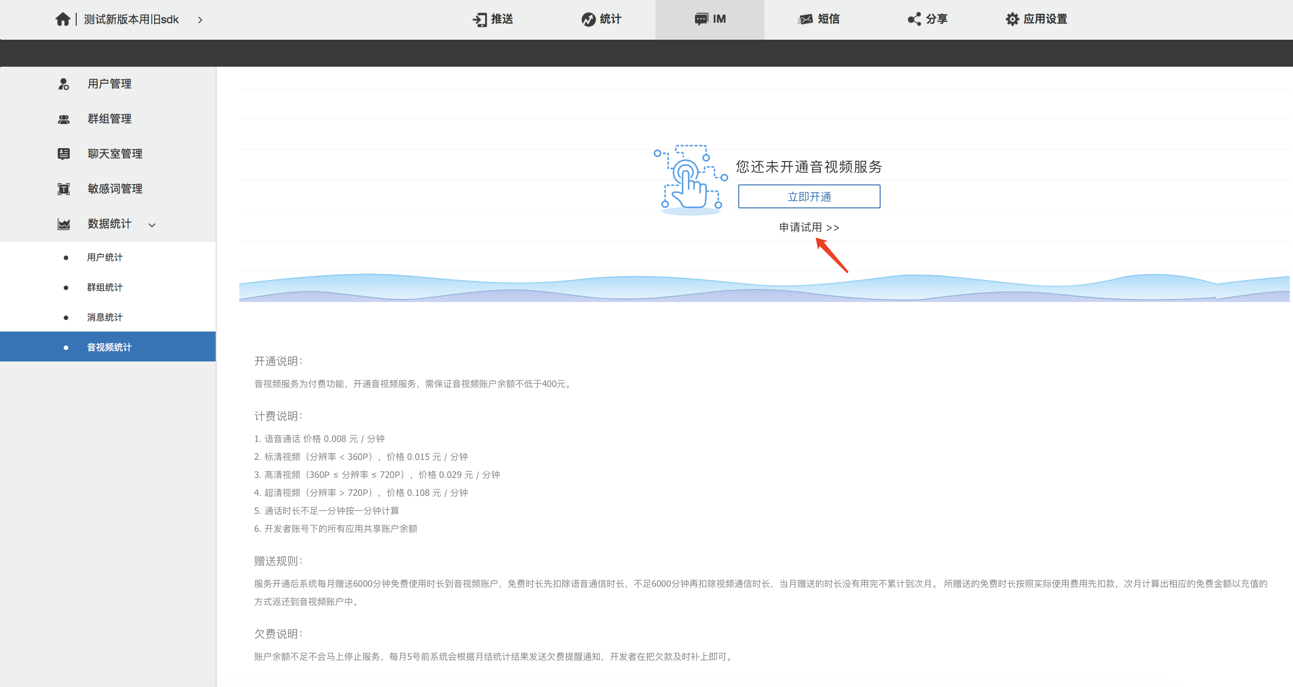 测试新版本用旧sdk
推送
统计
IM
短信
分享
应用设置
用户管理
群组管理
聊天室管理
敏感词管理
数据统计
用户统计
群组统计
消息统计
音视频统计
您还未开通音视频服务
立即开通
申请试用 >>
开通说明：
音视频服务为付费功能，开通音视频服务，需保证音视频账户余额不低于400元。
计费说明：
1. 语音通话 价格 0.008 元 / 分钟
2. 标清视频（分辨率 < 360P），价格 0.015 元 / 分钟
3. 高清视频（360P ≤ 分辨率 ≤ 720P），价格 0.029 元 / 分钟
4. 超清视频（分辨率 > 720P），价格 0.108 元 / 分钟
5. 通话时长不足一分钟按一分钟计算
6. 开发者账号下的所有应用共享账户余额
赠送规则：
服务开通后系统每月赠送6000分钟免费使用时长到音视频账户，免费时长先扣除语音通信时长，不足6000分钟再扣除视频通信时长，当月赠送的时长没有用完不累计到次月。 所赠送的免费时长按照实际使用费用先扣款，次月计算出相应的免费金额以充值的
方式返还到音视频账户中。
欠费说明：
账户余额不足不会马上停止服务，每月5号前系统会根据月结统计结果发送欠费提醒通知，开发者在把欠款及时补上即可。